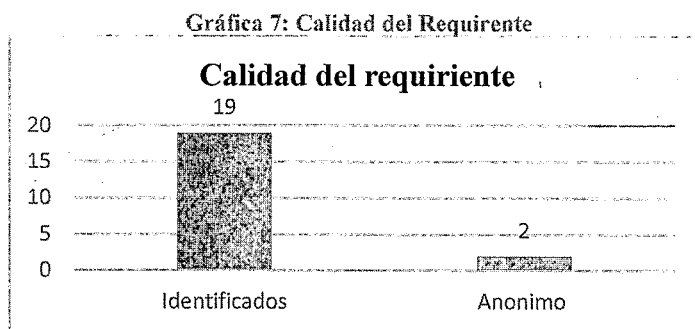 Gráfica 7: Calidad del Requirente
Calidad del requiriente
19
20
15
10
5
2
0
Identificados
Anonimo